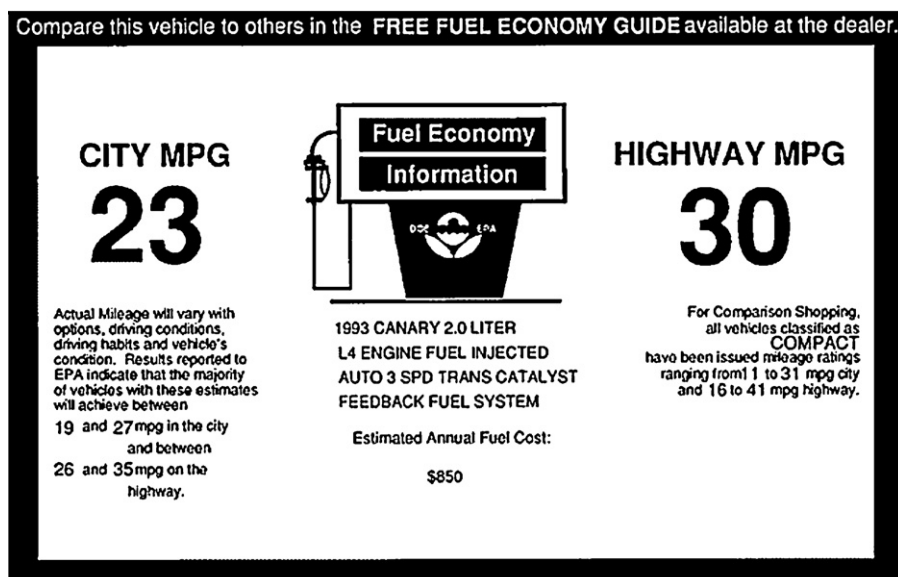 Compare this vehicle to others in the FREE FUEL ECONOMY GUIDE available at the dealer.
CITY MPG
23
Actual Mileage will vary with
options, driving conditions,
driving habits and vehicle's
condition. Results reported to
EPA indicate that the majority
of vehicles with these estimates
will achieve between
19 and 27 mpg in the city
and between
26 and 35 mpg on the
highway.
Fuel Economy
Information
DOE EPA
1993 CANARY 2.0 LITER
L4 ENGINE FUEL INJECTED
AUTO 3 SPD TRANS CATALYST
FEEDBACK FUEL SYSTEM
Estimated Annual Fuel Cost:
$850
HIGHWAY MPG
30
For Comparison Shopping,
all vehicles classified as
COMPACT
have been issued mileage ratings
ranging from 11 to 31 mpg city
and 16 to 41 mpg highway.